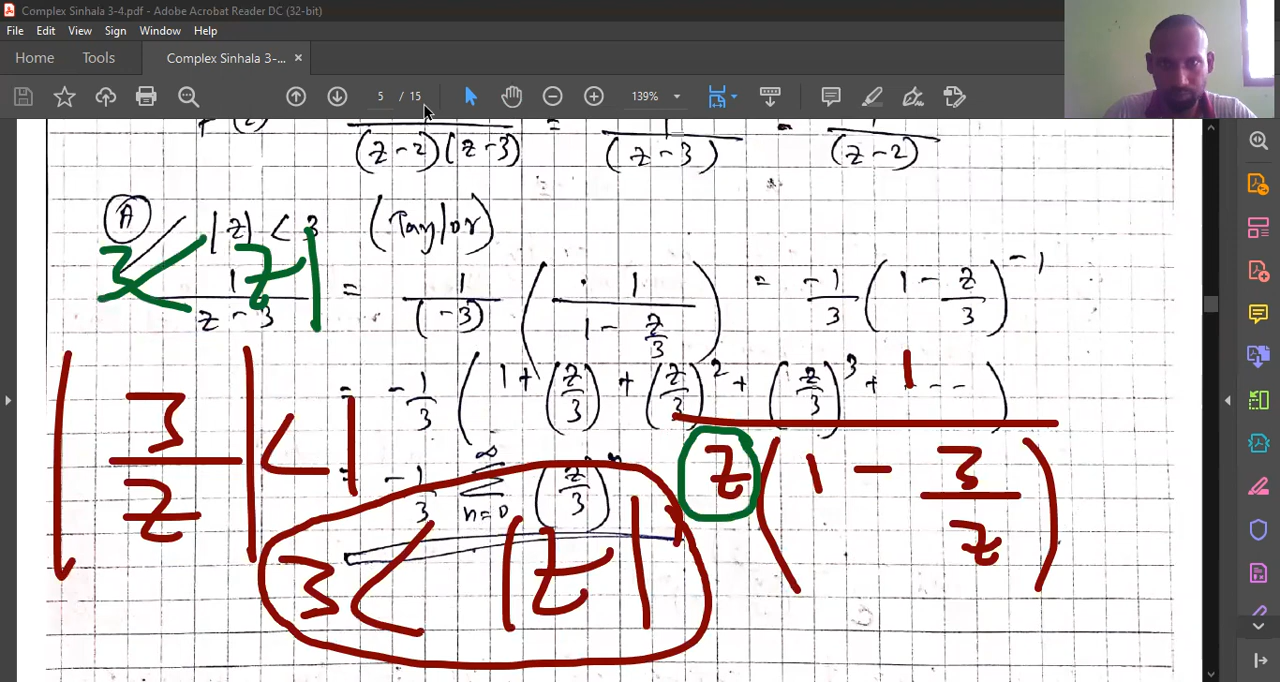 Complex Sinhala 3-4.pdf - Adobe Acrobat Reader DC (32-bit)
File Edit View Sign Window Help
Home Tools Complex Sinhala 3-... ×
5 / 15 139%
(z-2)(z-3) = (z-3) - (z-2)
A |z| < 3 (Taylor)
3 < z|
1/(z-3) = 1/(-3) (1/(1 - z/3)) = -1/3 (1 - z/3)^-1
= -1/3 (1 + (z/3) + (z/3)^2 + (z/3)^3 + ---)
= -1/3 ∞ Σ n=0 (z/3)^n
|3/z| < 1
1/(z(1 - 3/z))
3 < |z|